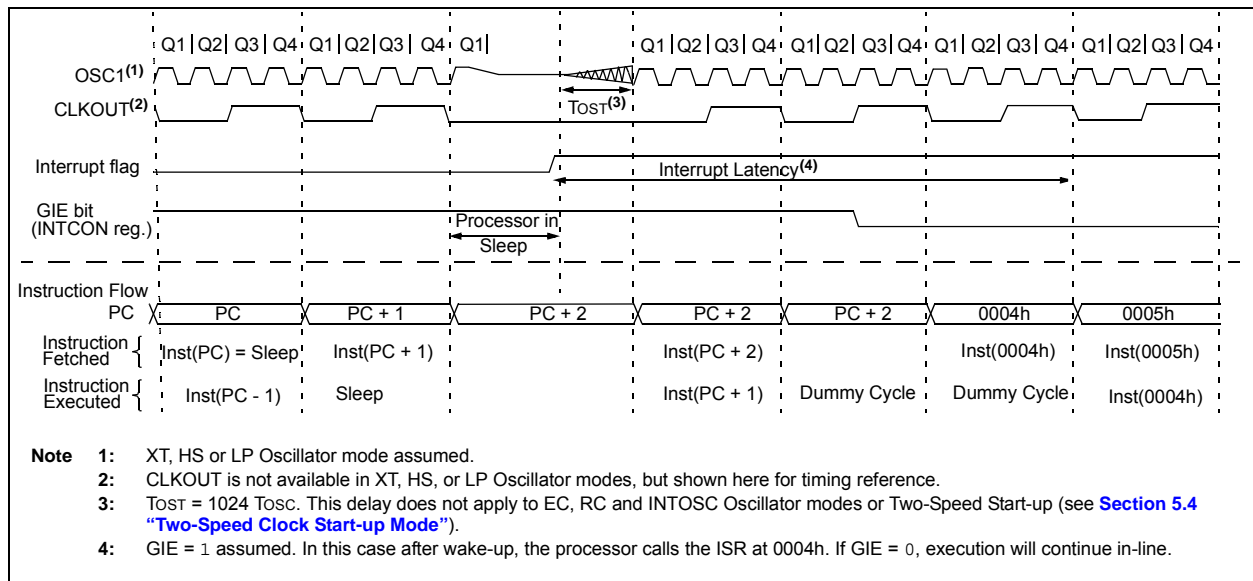 Q1| Q2| Q3| Q4| Q1| Q2| Q3| Q4| Q1| Q1| Q2| Q3| Q4| Q1| Q2| Q3| Q4| Q1| Q2| Q3| Q4| Q1| Q2| Q3| Q4
OSC1(1)
TOST(3)
CLKOUT(2)
Interrupt flag
Interrupt Latency(4)
GIE bit
(INTCON reg.)
Processor in
Sleep
Instruction Flow
PC PC PC + 1 PC + 2 PC + 2 PC + 2 0004h 0005h
Instruction
Fetched { Inst(PC) = Sleep Inst(PC + 1) Inst(PC + 2) Inst(0004h) Inst(0005h)
Instruction
Executed { Inst(PC - 1) Sleep Inst(PC + 1) Dummy Cycle Dummy Cycle Inst(0004h)
Note 1: XT, HS or LP Oscillator mode assumed.
2: CLKOUT is not available in XT, HS, or LP Oscillator modes, but shown here for timing reference.
3: TOST = 1024 TOSC. This delay does not apply to EC, RC and INTOSC Oscillator modes or Two-Speed Start-up (see Section 5.4
“Two-Speed Clock Start-up Mode”).
4: GIE = 1 assumed. In this case after wake-up, the processor calls the ISR at 0004h. If GIE = 0, execution will continue in-line.